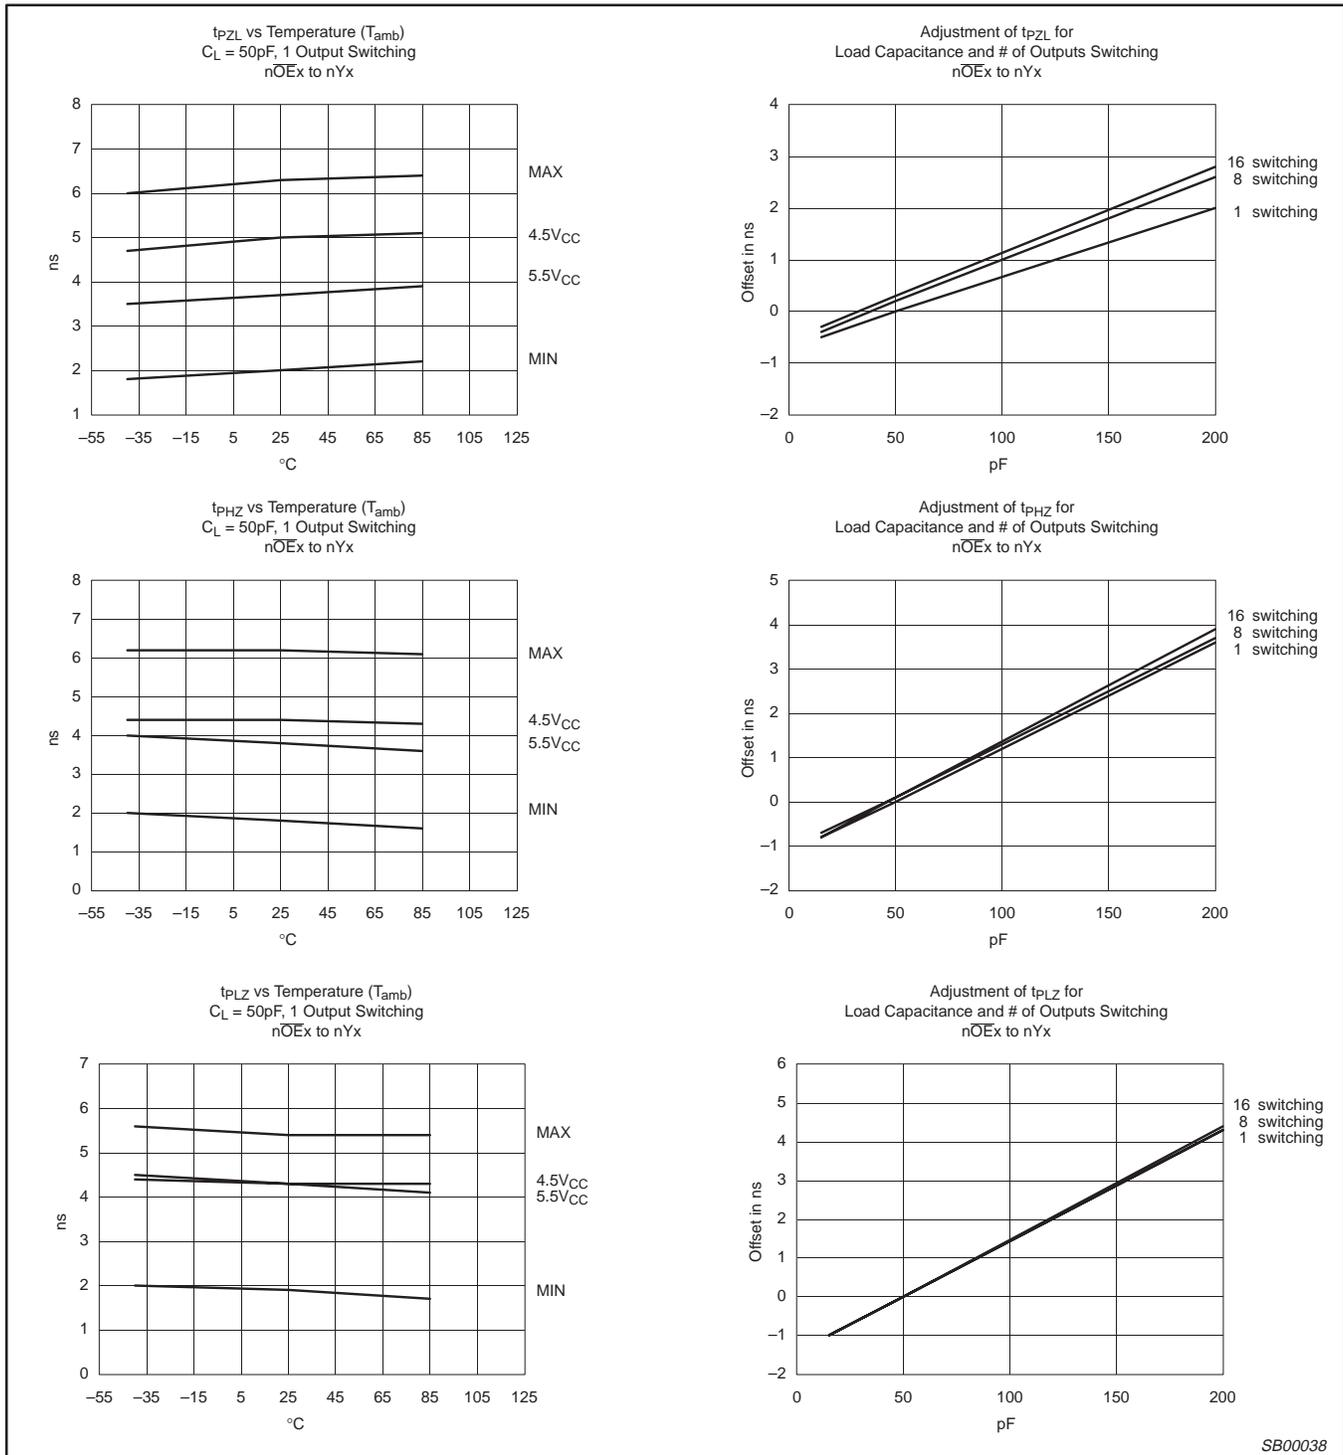 tPZL vs Temperature (Tamb)
CL = 50pF, 1 Output Switching
nOEx to nYx
8
7
6
5
4
3
2
1
ns
MAX
4.5VCC
5.5VCC
MIN
–55 –35 –15 5 25 45 65 85 105 125
°C
Adjustment of tPZL for
Load Capacitance and # of Outputs Switching
nOEx to nYx
4
3
2
1
0
–1
–2
Offset in ns
16 switching
8 switching
1 switching
0 50 100 150 200
pF
tPHZ vs Temperature (Tamb)
CL = 50pF, 1 Output Switching
nOEx to nYx
8
7
6
5
4
3
2
1
0
ns
MAX
4.5VCC
5.5VCC
MIN
–55 –35 –15 5 25 45 65 85 105 125
°C
Adjustment of tPHZ for
Load Capacitance and # of Outputs Switching
nOEx to nYx
5
4
3
2
1
0
–1
–2
Offset in ns
16 switching
8 switching
1 switching
0 50 100 150 200
pF
tPLZ vs Temperature (Tamb)
CL = 50pF, 1 Output Switching
nOEx to nYx
7
6
5
4
3
2
1
0
ns
MAX
4.5VCC
5.5VCC
MIN
–55 –35 –15 5 25 45 65 85 105 125
°C
Adjustment of tPLZ for
Load Capacitance and # of Outputs Switching
nOEx to nYx
6
5
4
3
2
1
0
–1
–2
Offset in ns
16 switching
8 switching
1 switching
0 50 100 150 200
pF
SB00038